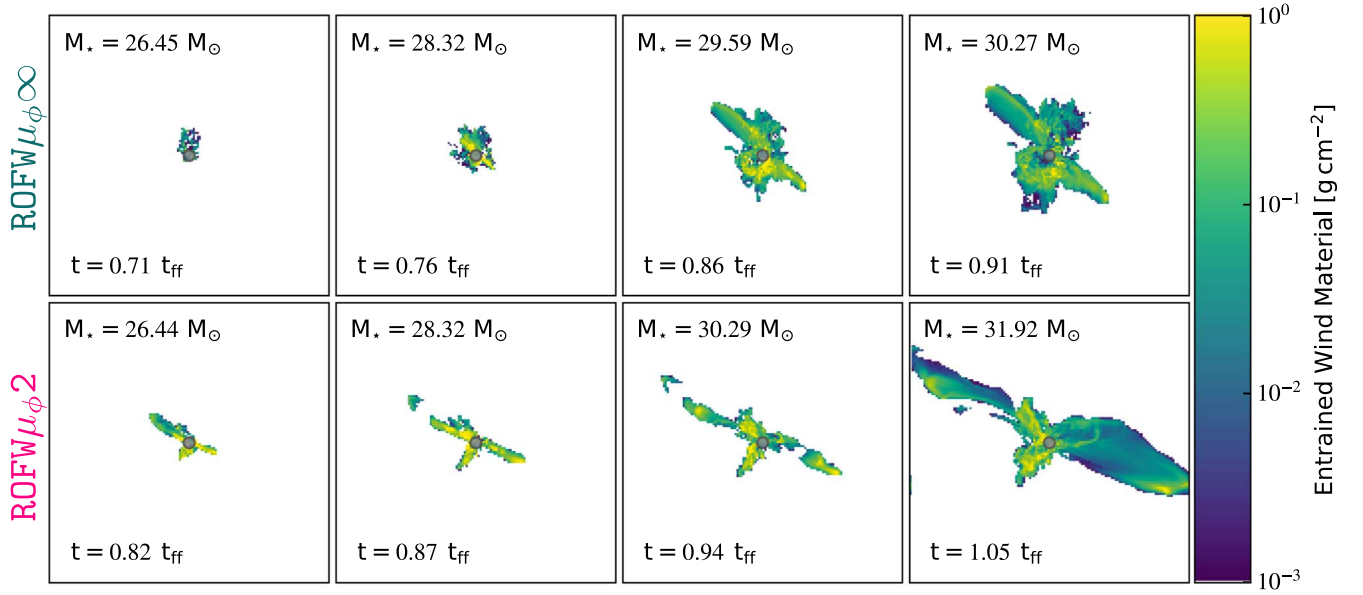 ROFWμϕ∞
M⋆ = 26.45 M⊙
t = 0.71 tff
M⋆ = 28.32 M⊙
t = 0.76 tff
M⋆ = 29.59 M⊙
t = 0.86 tff
M⋆ = 30.27 M⊙
t = 0.91 tff
ROFWμϕ2
M⋆ = 26.44 M⊙
t = 0.82 tff
M⋆ = 28.32 M⊙
t = 0.87 tff
M⋆ = 30.29 M⊙
t = 0.94 tff
M⋆ = 31.92 M⊙
t = 1.05 tff
10⁰
10⁻¹
10⁻²
10⁻³
Entrained Wind Material [g cm⁻²]